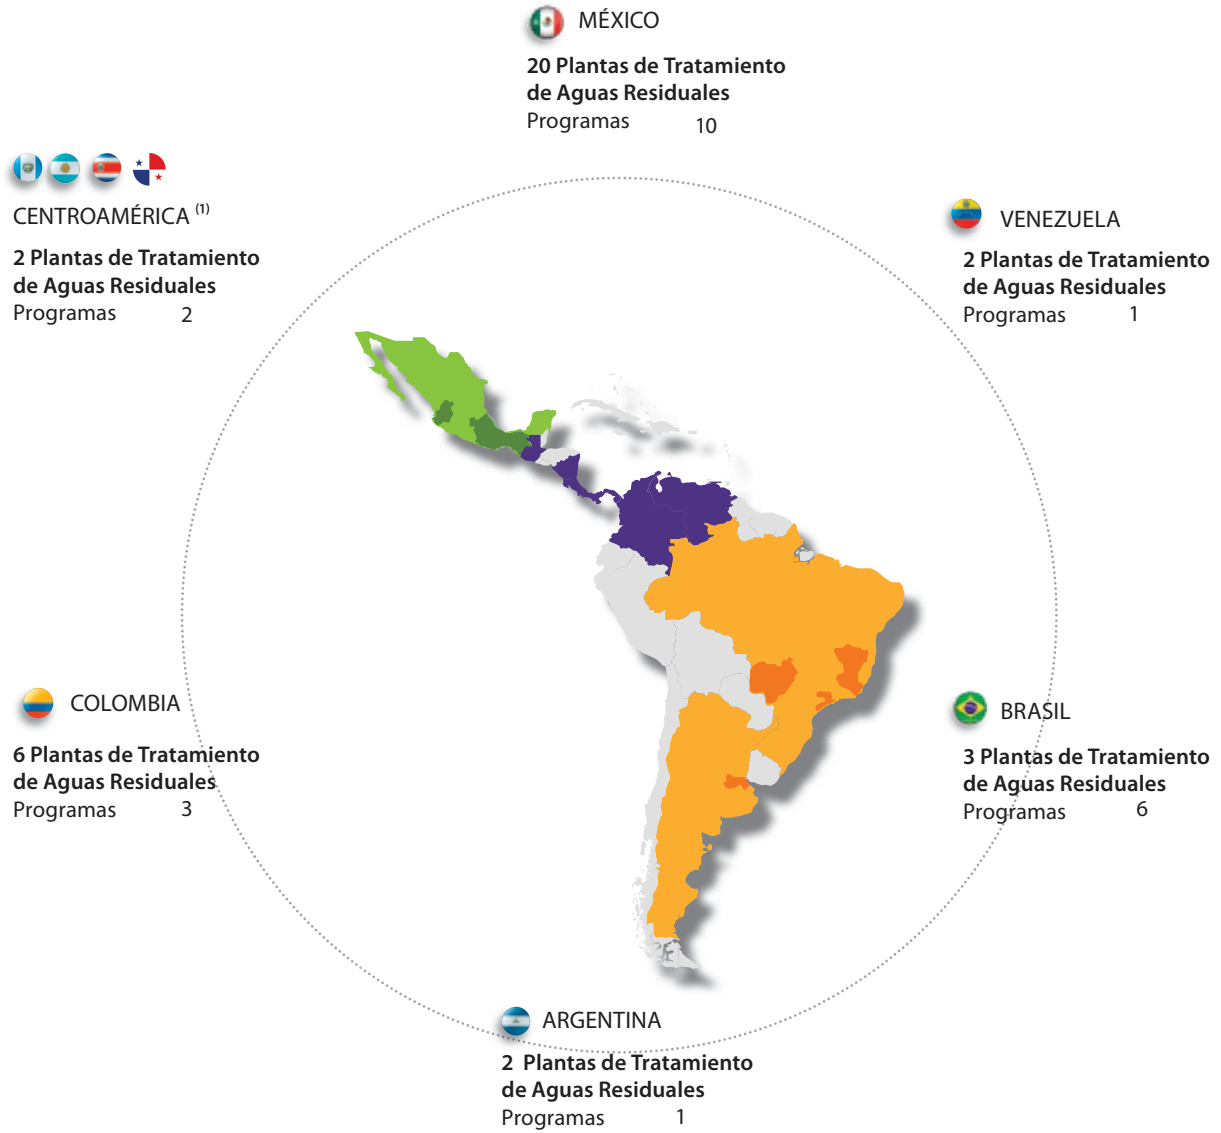 MÉXICO
20 Plantas de Tratamiento
de Aguas Residuales
Programas 10
CENTROAMÉRICA (1)
2 Plantas de Tratamiento
de Aguas Residuales
Programas 2
VENEZUELA
2 Plantas de Tratamiento
de Aguas Residuales
Programas 1
COLOMBIA
6 Plantas de Tratamiento
de Aguas Residuales
Programas 3
BRASIL
3 Plantas de Tratamiento
de Aguas Residuales
Programas 6
ARGENTINA
2 Plantas de Tratamiento
de Aguas Residuales
Programas 1